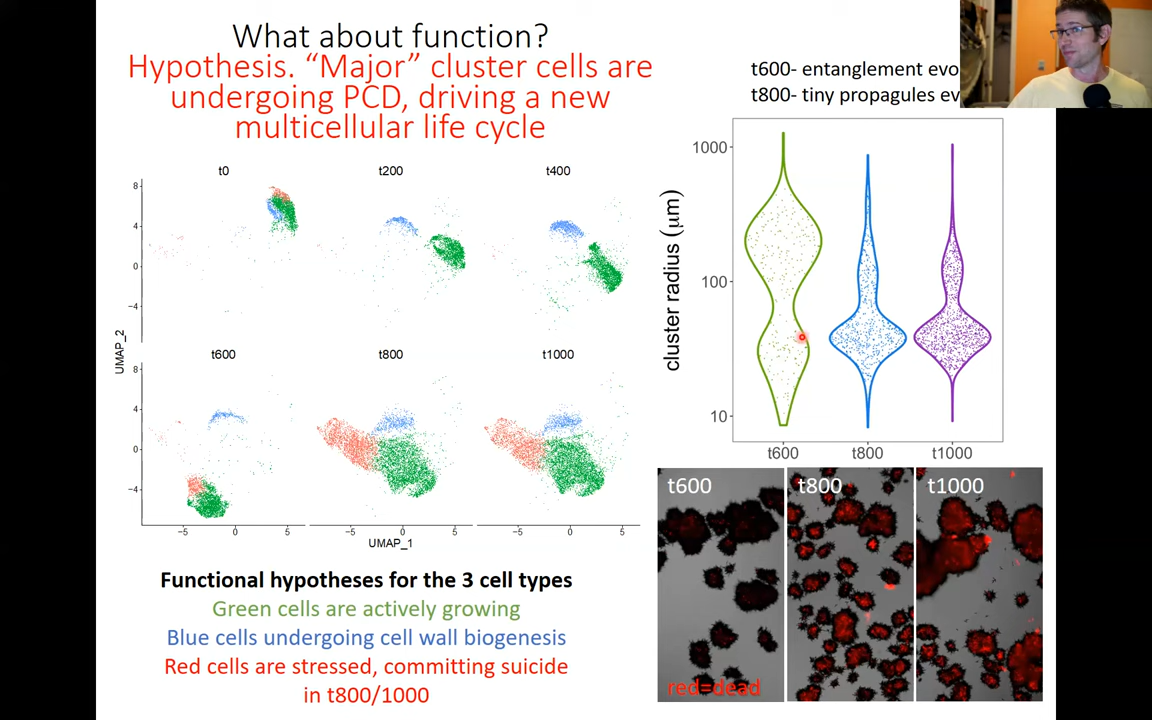 What about function?
Hypothesis. “Major” cluster cells are
undergoing PCD, driving a new
multicellular life cycle
t600- entanglement evo
t800- tiny propagules ev
t0
t200
t400
8
4
0
−4
t600
t800
t1000
8
4
0
−4
−5
0
5
−5
0
5
−5
0
5
UMAP_2
UMAP_1
Functional hypotheses for the 3 cell types
Green cells are actively growing
Blue cells undergoing cell wall biogenesis
Red cells are stressed, committing suicide
in t800/1000
1000
100
10
cluster radius (μm)
t600
t800
t1000
t600
t800
t1000
red=dead